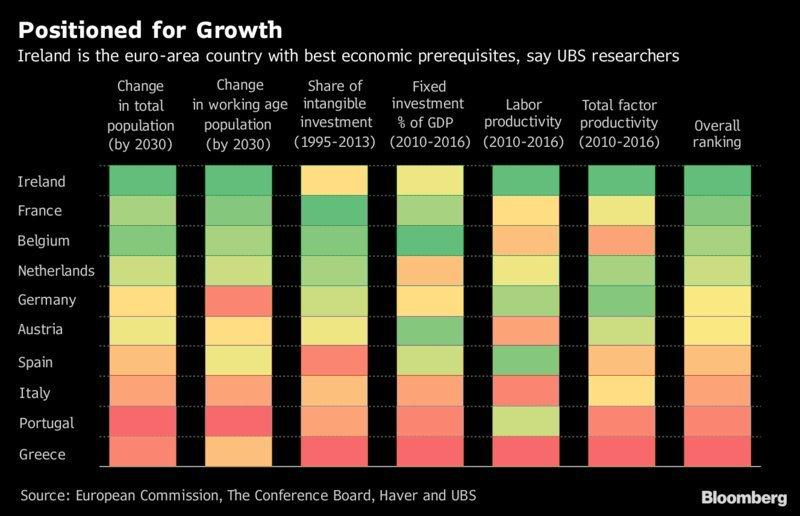 Positioned for Growth
Ireland is the euro-area country with best economic prerequisites, say UBS researchers
Change
in total
population
(by 2030)
Change
in working age
population
(by 2030)
Share of
intangible
investment
(1995-2013)
Fixed
investment
% of GDP
(2010-2016)
Labor
productivity
(2010-2016)
Total factor
productivity
(2010-2016)
Overall
ranking
Ireland
France
Belgium
Netherlands
Germany
Austria
Spain
Italy
Portugal
Greece
Source: European Commission, The Conference Board, Haver and UBS
Bloomberg